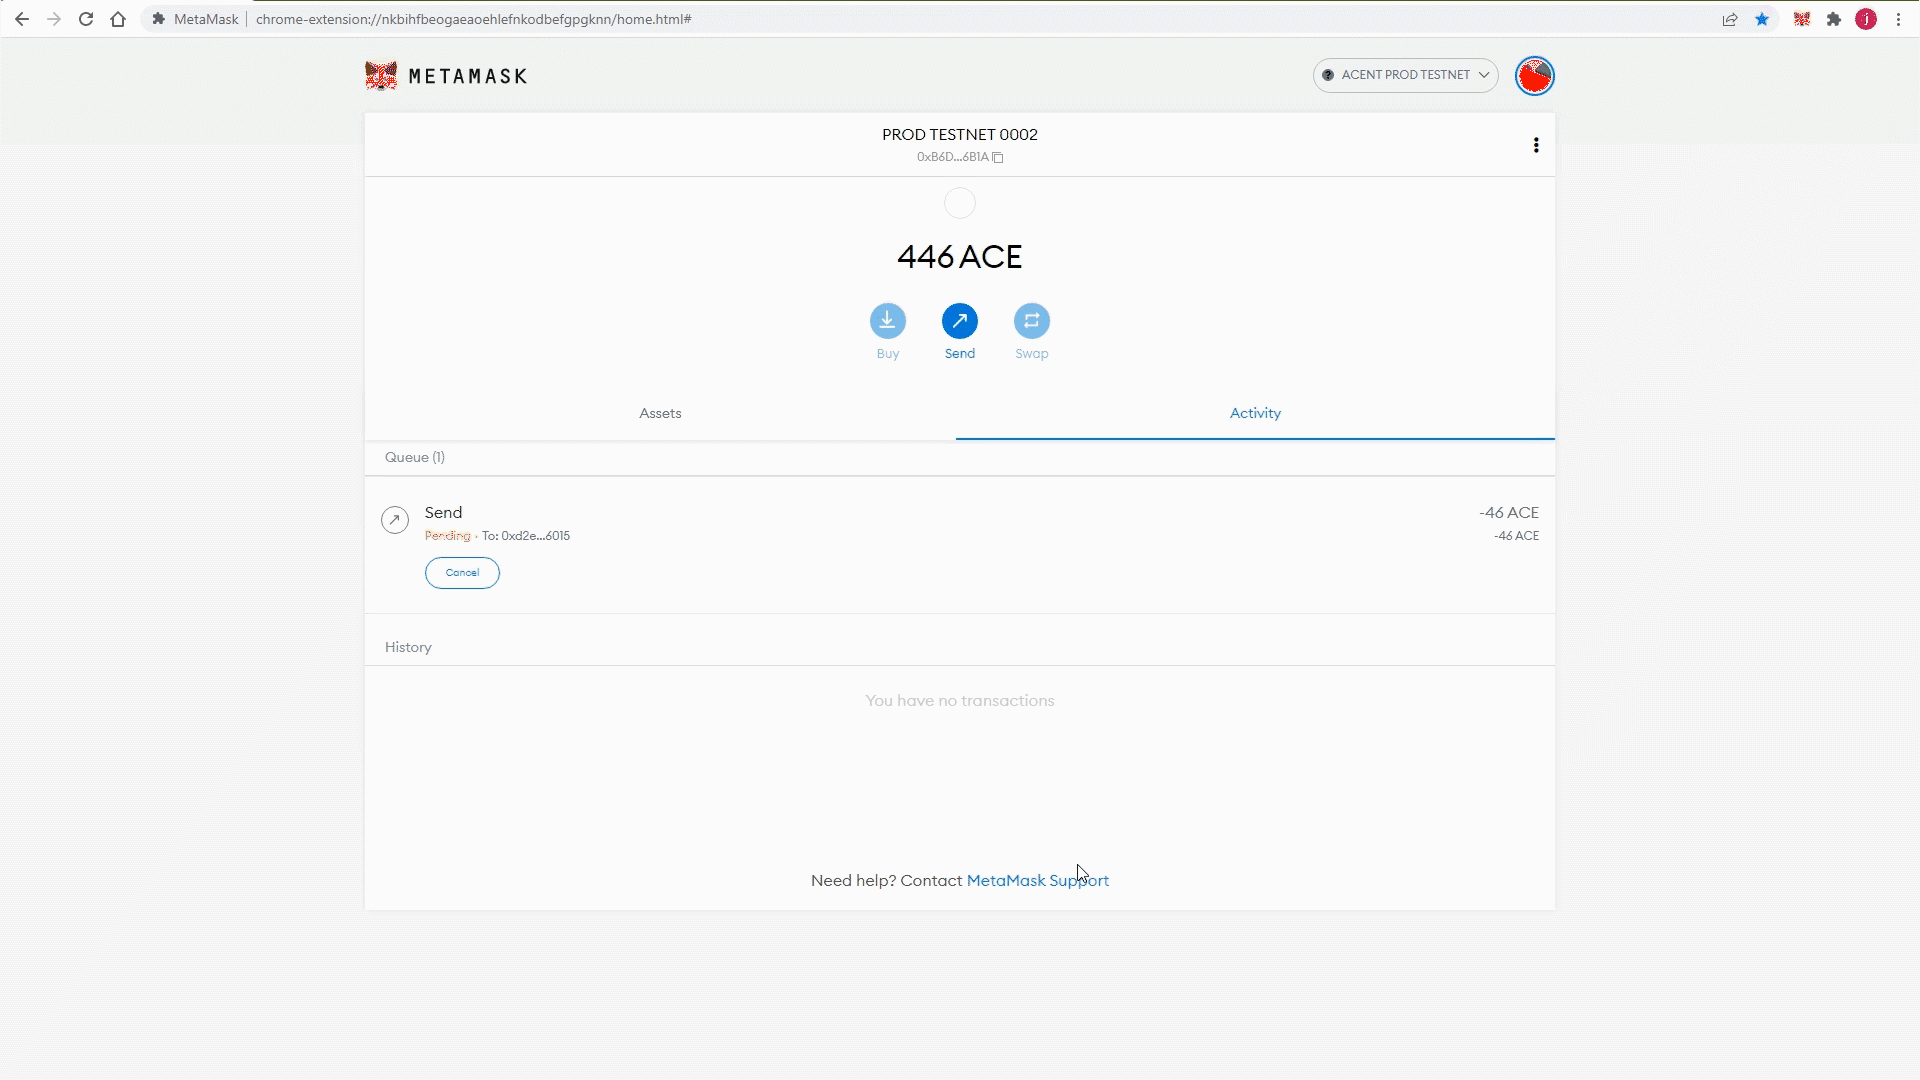 MetaMask chrome-extension://nkbihfbeogaeaoehlefnkodbefgpgknn/home.html#
j
METAMASK
? ACENT PROD TESTNET
PROD TESTNET 0002
0xB6D...6B1A
446 ACE
Buy Send Swap
Assets Activity
Queue (1)
Send -46 ACE
Pending · To: 0xd2e...6015 -46 ACE
Cancel
History
You have no transactions
Need help? Contact MetaMask Support